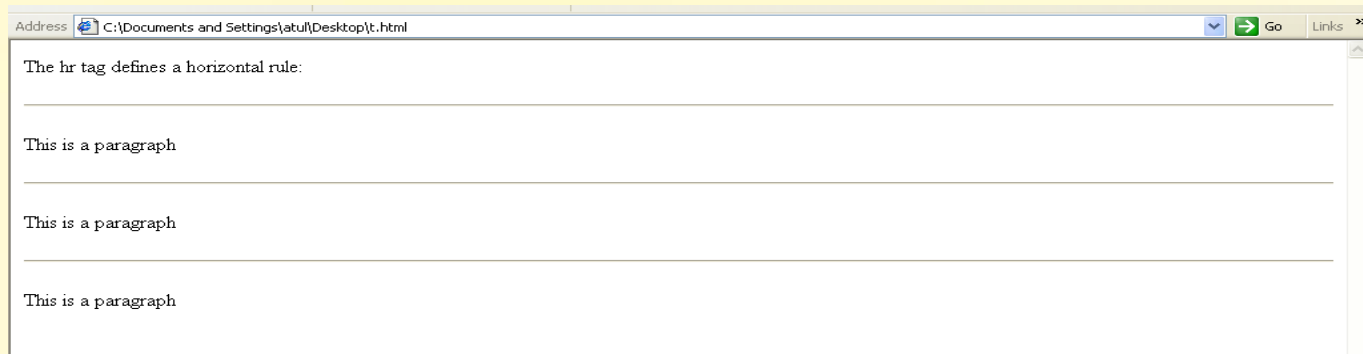 Address C:\Documents and Settings\atul\Desktop\t.html Go Links »
The hr tag defines a horizontal rule:
This is a paragraph
This is a paragraph
This is a paragraph